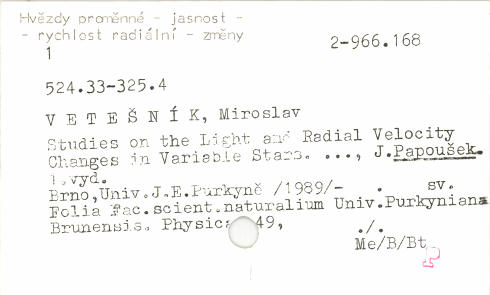 Hvězdy proměnné - jasnost -
- rychlost radiální - změny
1
2-966.168
524.33-325.4
V E T E Š N Í K, Miroslav
Studies on the Light and Radial Velocity
Changes in Variable Stars. ..., J.Papoušek.
1.vyd.
Brno,Univ.J.E.Purkyně /1989/- . sv.
Folia Fac.scient.naturalium Univ.Purkyniana
Brunensis. Physica 49,
./.
Me/B/Bt